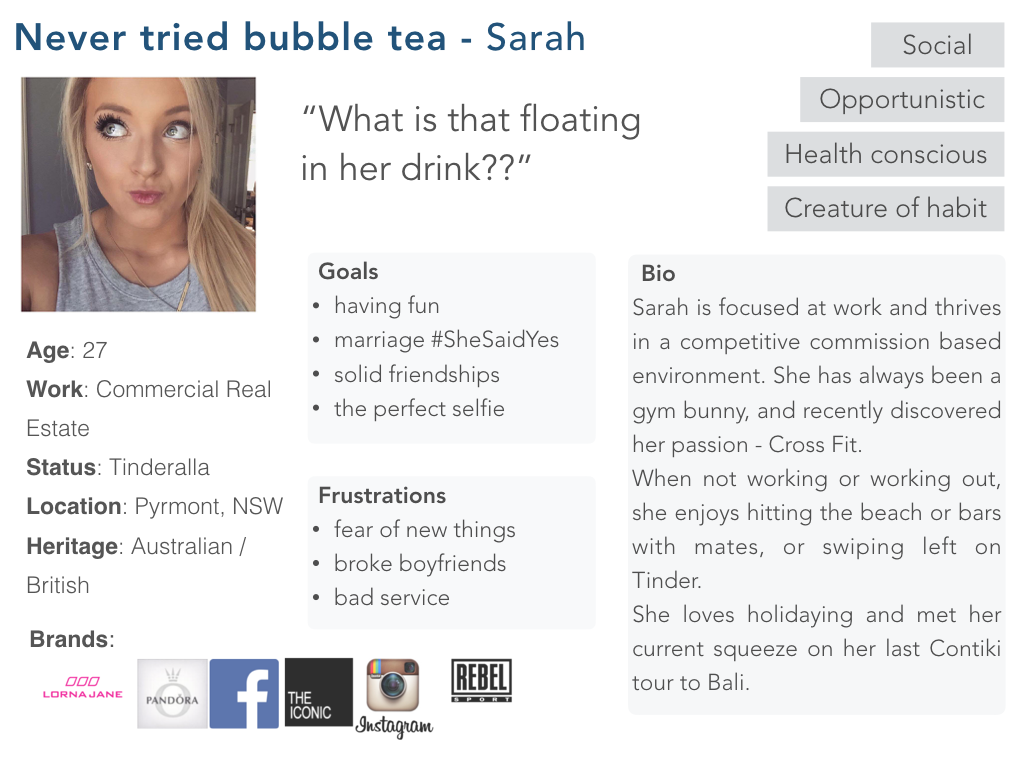 Never tried bubble tea - Sarah
Social
Opportunistic
Health conscious
Creature of habit
“What is that floating
in her drink??”
Age: 27
Work: Commercial Real
Estate
Status: Tinderalla
Location: Pyrmont, NSW
Heritage: Australian /
British
Brands:
LORNA JANE
PANDÖRA
f
THE
ICONIC
Instagram
REBEL
SPORT
Goals
• having fun
• marriage #SheSaidYes
• solid friendships
• the perfect selfie
Frustrations
• fear of new things
• broke boyfriends
• bad service
Bio
Sarah is focused at work and thrives
in a competitive commission based
environment. She has always been a
gym bunny, and recently discovered
her passion - Cross Fit.
When not working or working out,
she enjoys hitting the beach or bars
with mates, or swiping left on
Tinder.
She loves holidaying and met her
current squeeze on her last Contiki
tour to Bali.